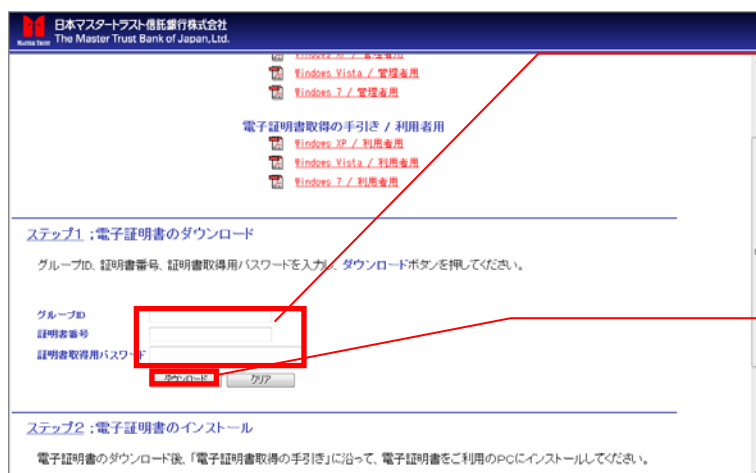 日本マスタートラスト信託銀行株式会社
The Master Trust Bank of Japan,Ltd.
Windows Vista / 管理者用
Windows 7 / 管理者用
電子証明書取得の手引き / 利用者用
Windows XP / 利用者用
Windows Vista / 利用者用
Windows 7 / 利用者用
ステップ1 ;電子証明書のダウンロード
グループID、証明書番号、証明書取得用パスワードを入力し、ダウンロードボタンを押してください。
グループID
証明書番号
証明書取得用パスワード
ダウンロード クリア
ステップ2 ;電子証明書のインストール
電子証明書のダウンロード後、「電子証明書取得の手引き」に沿って、電子証明書をご利用のPCにインストールしてください。